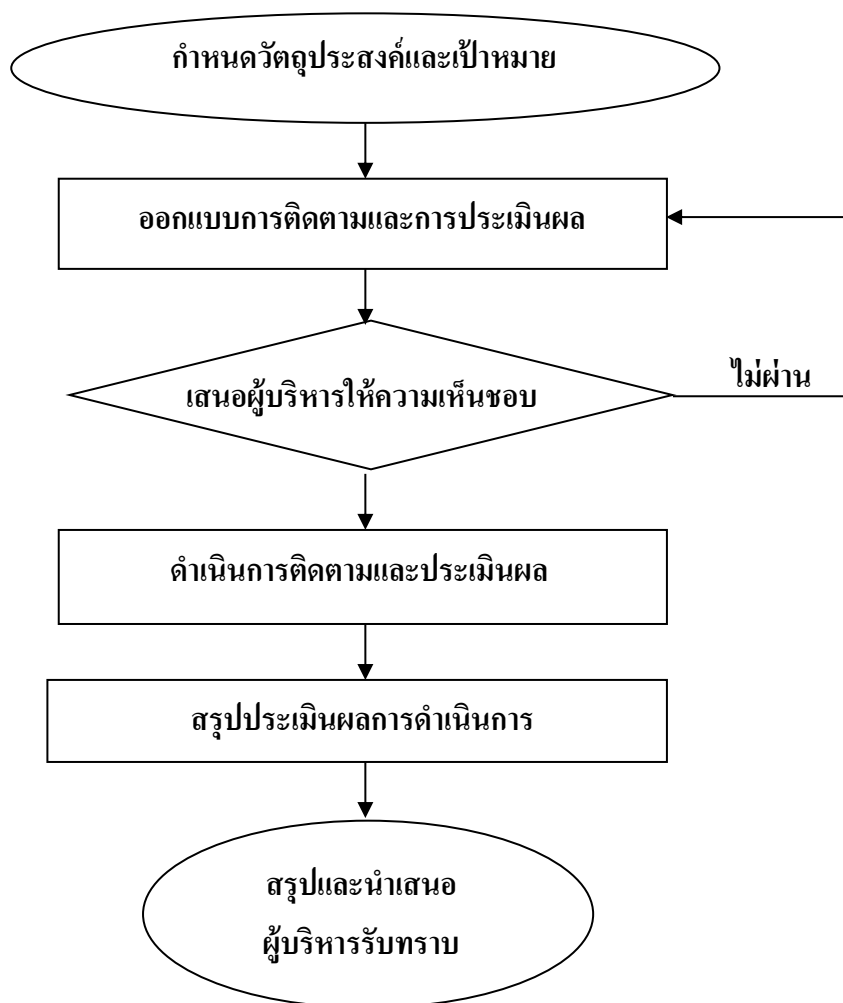 กำหนดวัตถุประสงค์และเป้าหมาย
ออกแบบการติดตามและการประเมินผล
เสนอผู้บริหารให้ความเห็นชอบ
ไม่ผ่าน
ดำเนินการติดตามและประเมินผล
สรุปประเมินผลการดำเนินการ
สรุปและนำเสนอ
ผู้บริหารรับทราบ